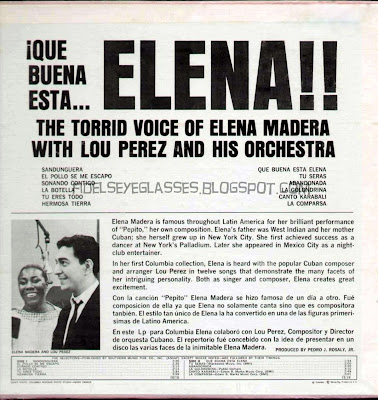 ¡QUE
BUENA
ESTA...
ELENA!!
THE TORRID VOICE OF ELENA MADERA
WITH LOU PEREZ AND HIS ORCHESTRA
SANDUNGUERA
EL POLLO SE ME ESCAPO
SONANDO CONTIGO
LA BOTELLA
TU ERES TODO
HERMOSA TIERRA
QUE BUENA ESTA ELENA
TU SERAS
ABANDONADA
LA GOLONDRINA
CANTO KARABALI
LA COMPARSA
FIDELSEYEGLASSES.BLOGSPOT.COM
Elena Madera is famous throughout Latin America for her brilliant performance
of "Pepito," her own composition. Elena's father was West Indian and her mother
Cuban; she herself grew up in New York City. She first achieved success as a
dancer at New York's Palladium. Later she appeared in Mexico City as a night-
club entertainer.
In her first Columbia collection, Elena is heard with the popular Cuban composer
and arranger Lou Perez in twelve songs that demonstrate the many facets of
her intriguing personality. Both as singer and composer, Elena creates great
excitement.
Con la canción "Pepito" Elena Madera se hizo famosa de un día a otro. Fué
composicion de ella ya que Elena no solamente canta sino que es compositora
también. El estilo tan único de Elena la ha convertido en una de las figuras primerí-
simas de Latino America.
En este Lp para Columbia Elena colaboró con Lou Perez, Compositor y Director
de orquesta Cubano. El repertorio fué concebido con la idea de presentar en un
disco las varias faces de la inimitable Elena Madera.
PRODUCED BY PEDRO J. ROSALY, JR.
ELENA MADERA AND LOU PEREZ